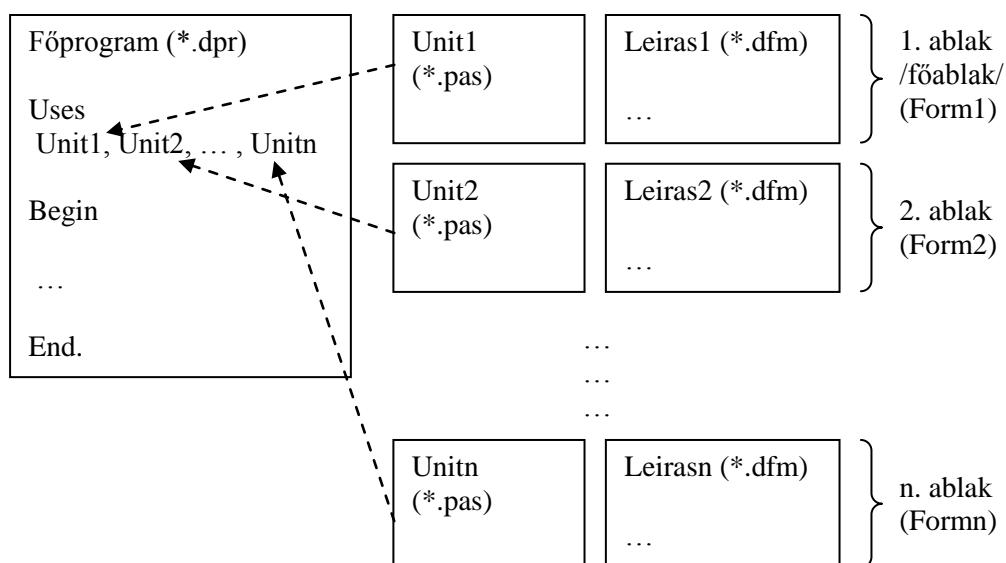 Főprogram (*.dpr)
Uses
Unit1, Unit2, … , Unitn
Begin
…
End.
Unit1
(*.pas)
Leiras1 (*.dfm)
…
1. ablak
/főablak/
(Form1)
Unit2
(*.pas)
Leiras2 (*.dfm)
…
2. ablak
(Form2)
…
…
…
Unitn
(*.pas)
Leirasn (*.dfm)
…
n. ablak
(Formn)